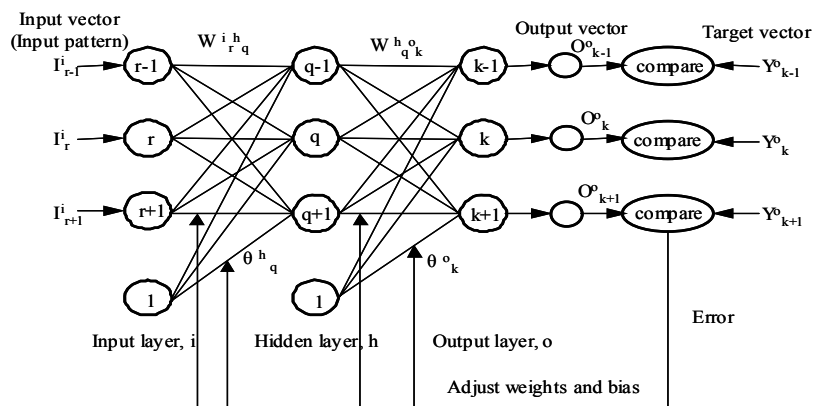 Input vector
(Input pattern)
Output vector
Target vector
W i r h q
W h q o k
O o k-1
I i r-1
r-1
q-1
k-1
compare
Y o k-1
O o k
I i r
r
q
k
compare
Y o k
O o k+1
I i r+1
r+1
q+1
k+1
compare
Y o k+1
θ h q
θ o k
1
1
Error
Input layer, i
Hidden layer, h
Output layer, o
Adjust weights and bias